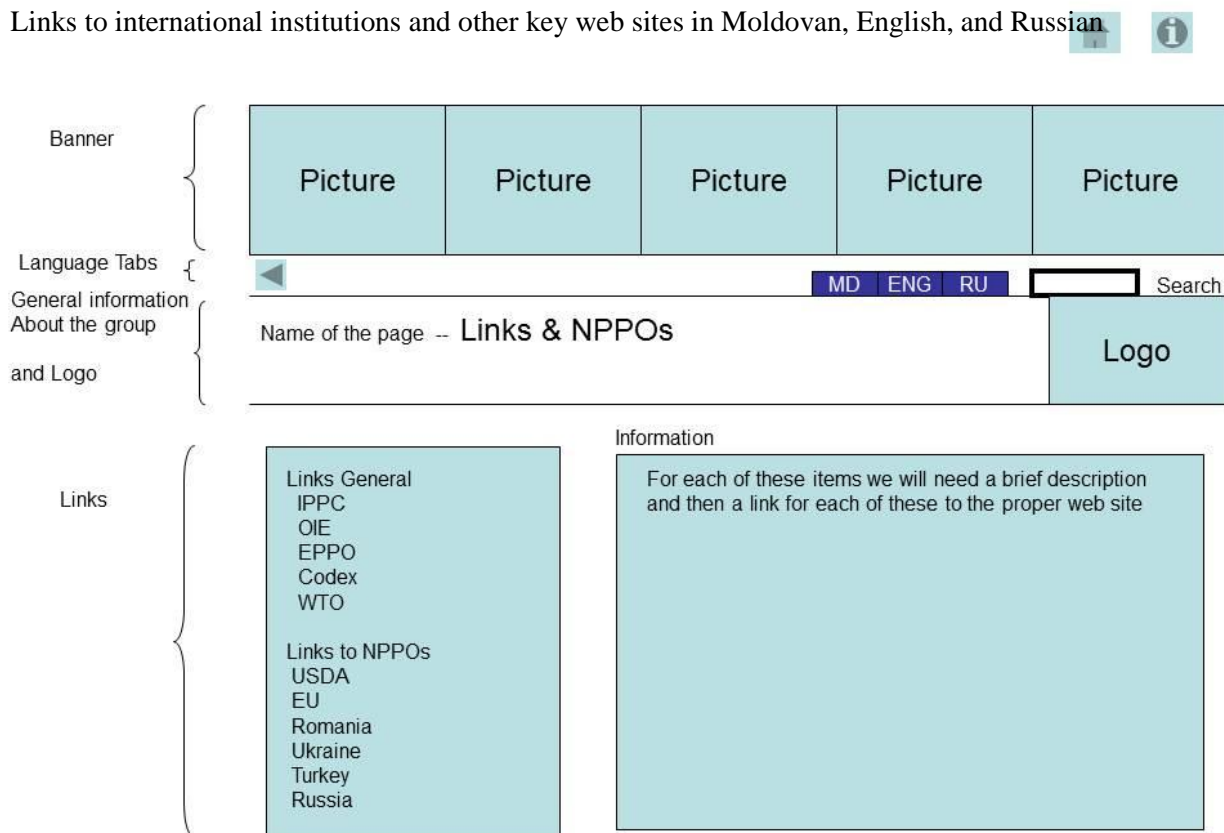 Links to international institutions and other key web sites in Moldovan, English, and Russian
Banner
Picture Picture Picture Picture Picture
Language Tabs
MD ENG RU Search
General information
About the group
and Logo
Name of the page -- Links & NPPOs
Logo
Links
Links General
IPPC
OIE
EPPO
Codex
WTO
Links to NPPOs
USDA
EU
Romania
Ukraine
Turkey
Russia
Information
For each of these items we will need a brief description
and then a link for each of these to the proper web site